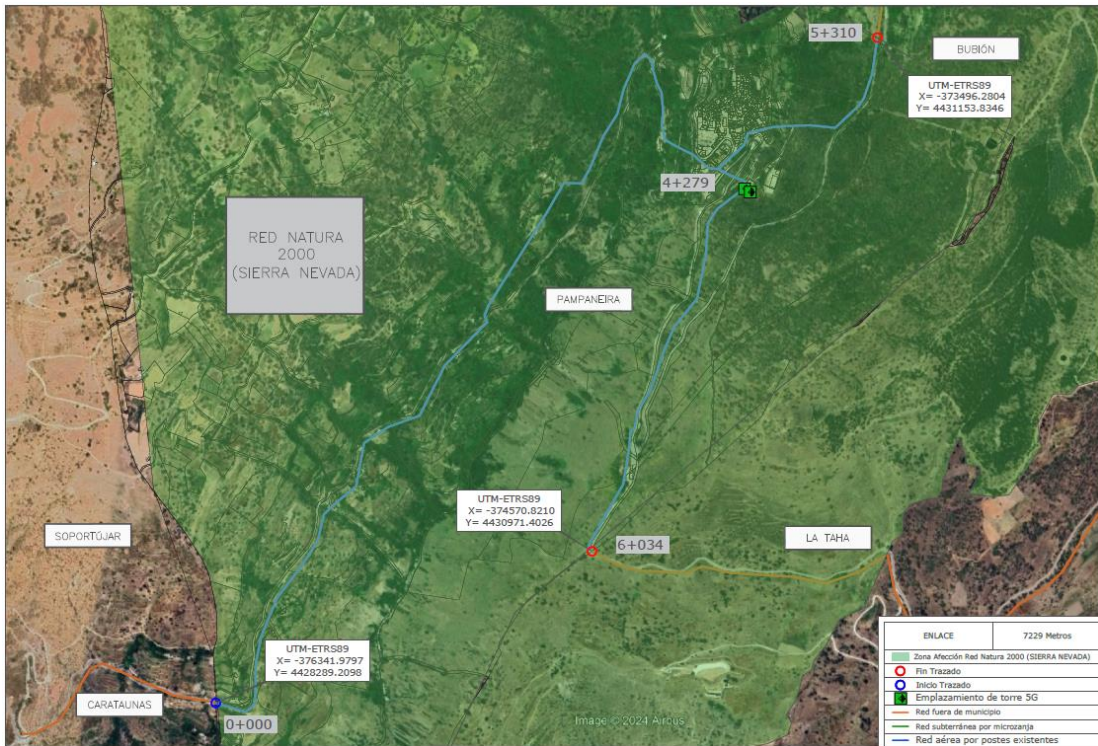 5+310
BUBIÓN
UTM-ETRS89
X= -373496.2804
Y= 4431153.8346
4+279
RED NATURA
2000
(SIERRA NEVADA)
PAMPANEIRA
UTM-ETRS89
X= -374570.8210
Y= 4430971.4026
SOPORTÚJAR
6+034
LA TAHA
UTM-ETRS89
X= -376341.9797
Y= 4428289.2098
CARATAUNAS
0+000
Image © 2024 Airbus
ENLACE 7229 Metros
Zona Afección Red Natura 2000 (SIERRA NEVADA)
Fin Trazado
Inicio Trazado
Emplazamiento de torre 5G
Red fuera de municipio
Red subterránea por microzanja
Red aérea por postes existentes